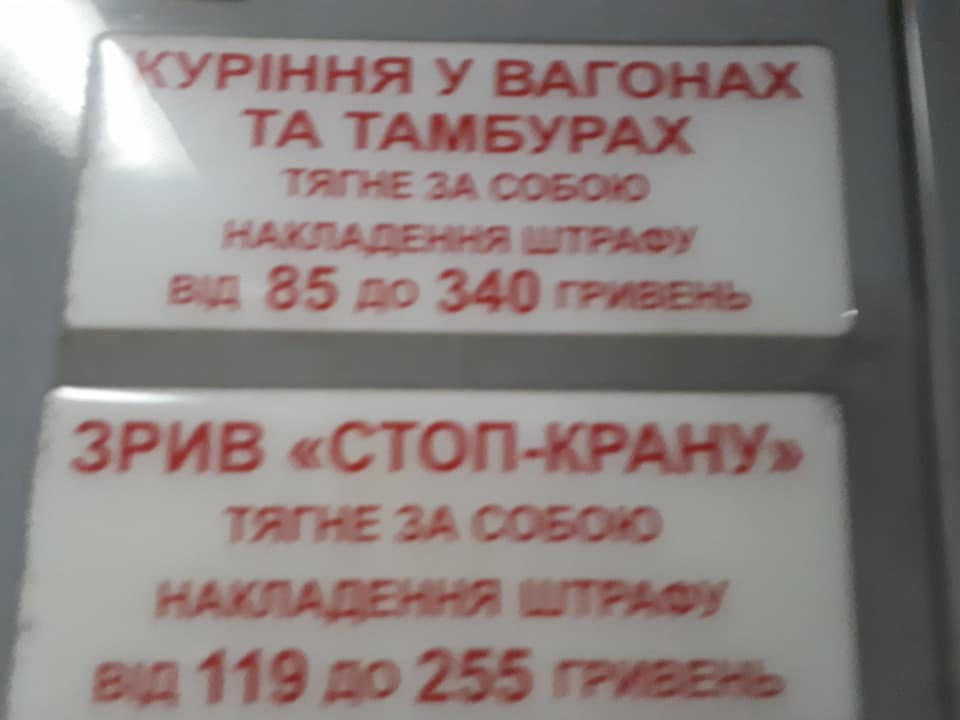 КУРІННЯ У ВАГОНАХ
ТА ТАМБУРАХ
ТЯГНЕ ЗА СОБОЮ
НАКЛАДЕННЯ ШТРАФУ
ВІД 85 ДО 340 ГРИВЕНЬ
ЗРИВ «СТОП-КРАНУ»
ТЯГНЕ ЗА СОБОЮ
НАКЛАДЕННЯ ШТРАФУ
ВІД 119 ДО 255 ГРИВЕНЬ